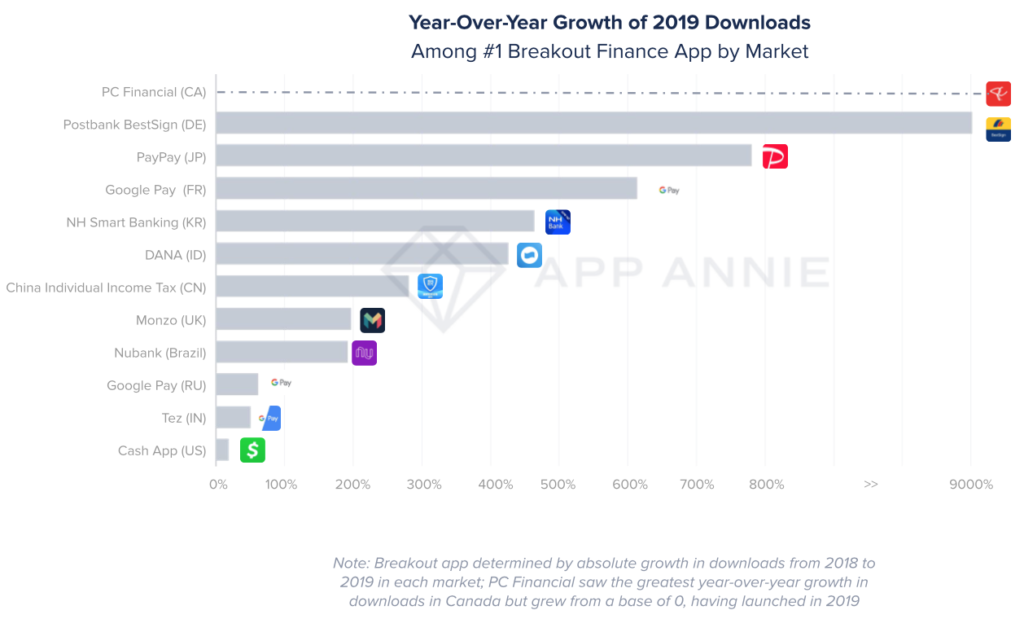 Year-Over-Year Growth of 2019 Downloads
Among #1 Breakout Finance App by Market
PC Financial (CA)
Postbank BestSign (DE)
PayPay (JP)
Google Pay (FR)
G Pay
NH Smart Banking (KR)
NH
Bank
DANA (ID)
APP ANNIE
China Individual Income Tax (CN)
Monzo (UK)
Nubank (Brazil)
nu
Google Pay (RU)
G Pay
Tez (IN)
G Pay
Cash App (US)
$
0% 100% 200% 300% 400% 500% 600% 700% 800% >> 9000%
Note: Breakout app determined by absolute growth in downloads from 2018 to
2019 in each market; PC Financial saw the greatest year-over-year growth in
downloads in Canada but grew from a base of 0, having launched in 2019